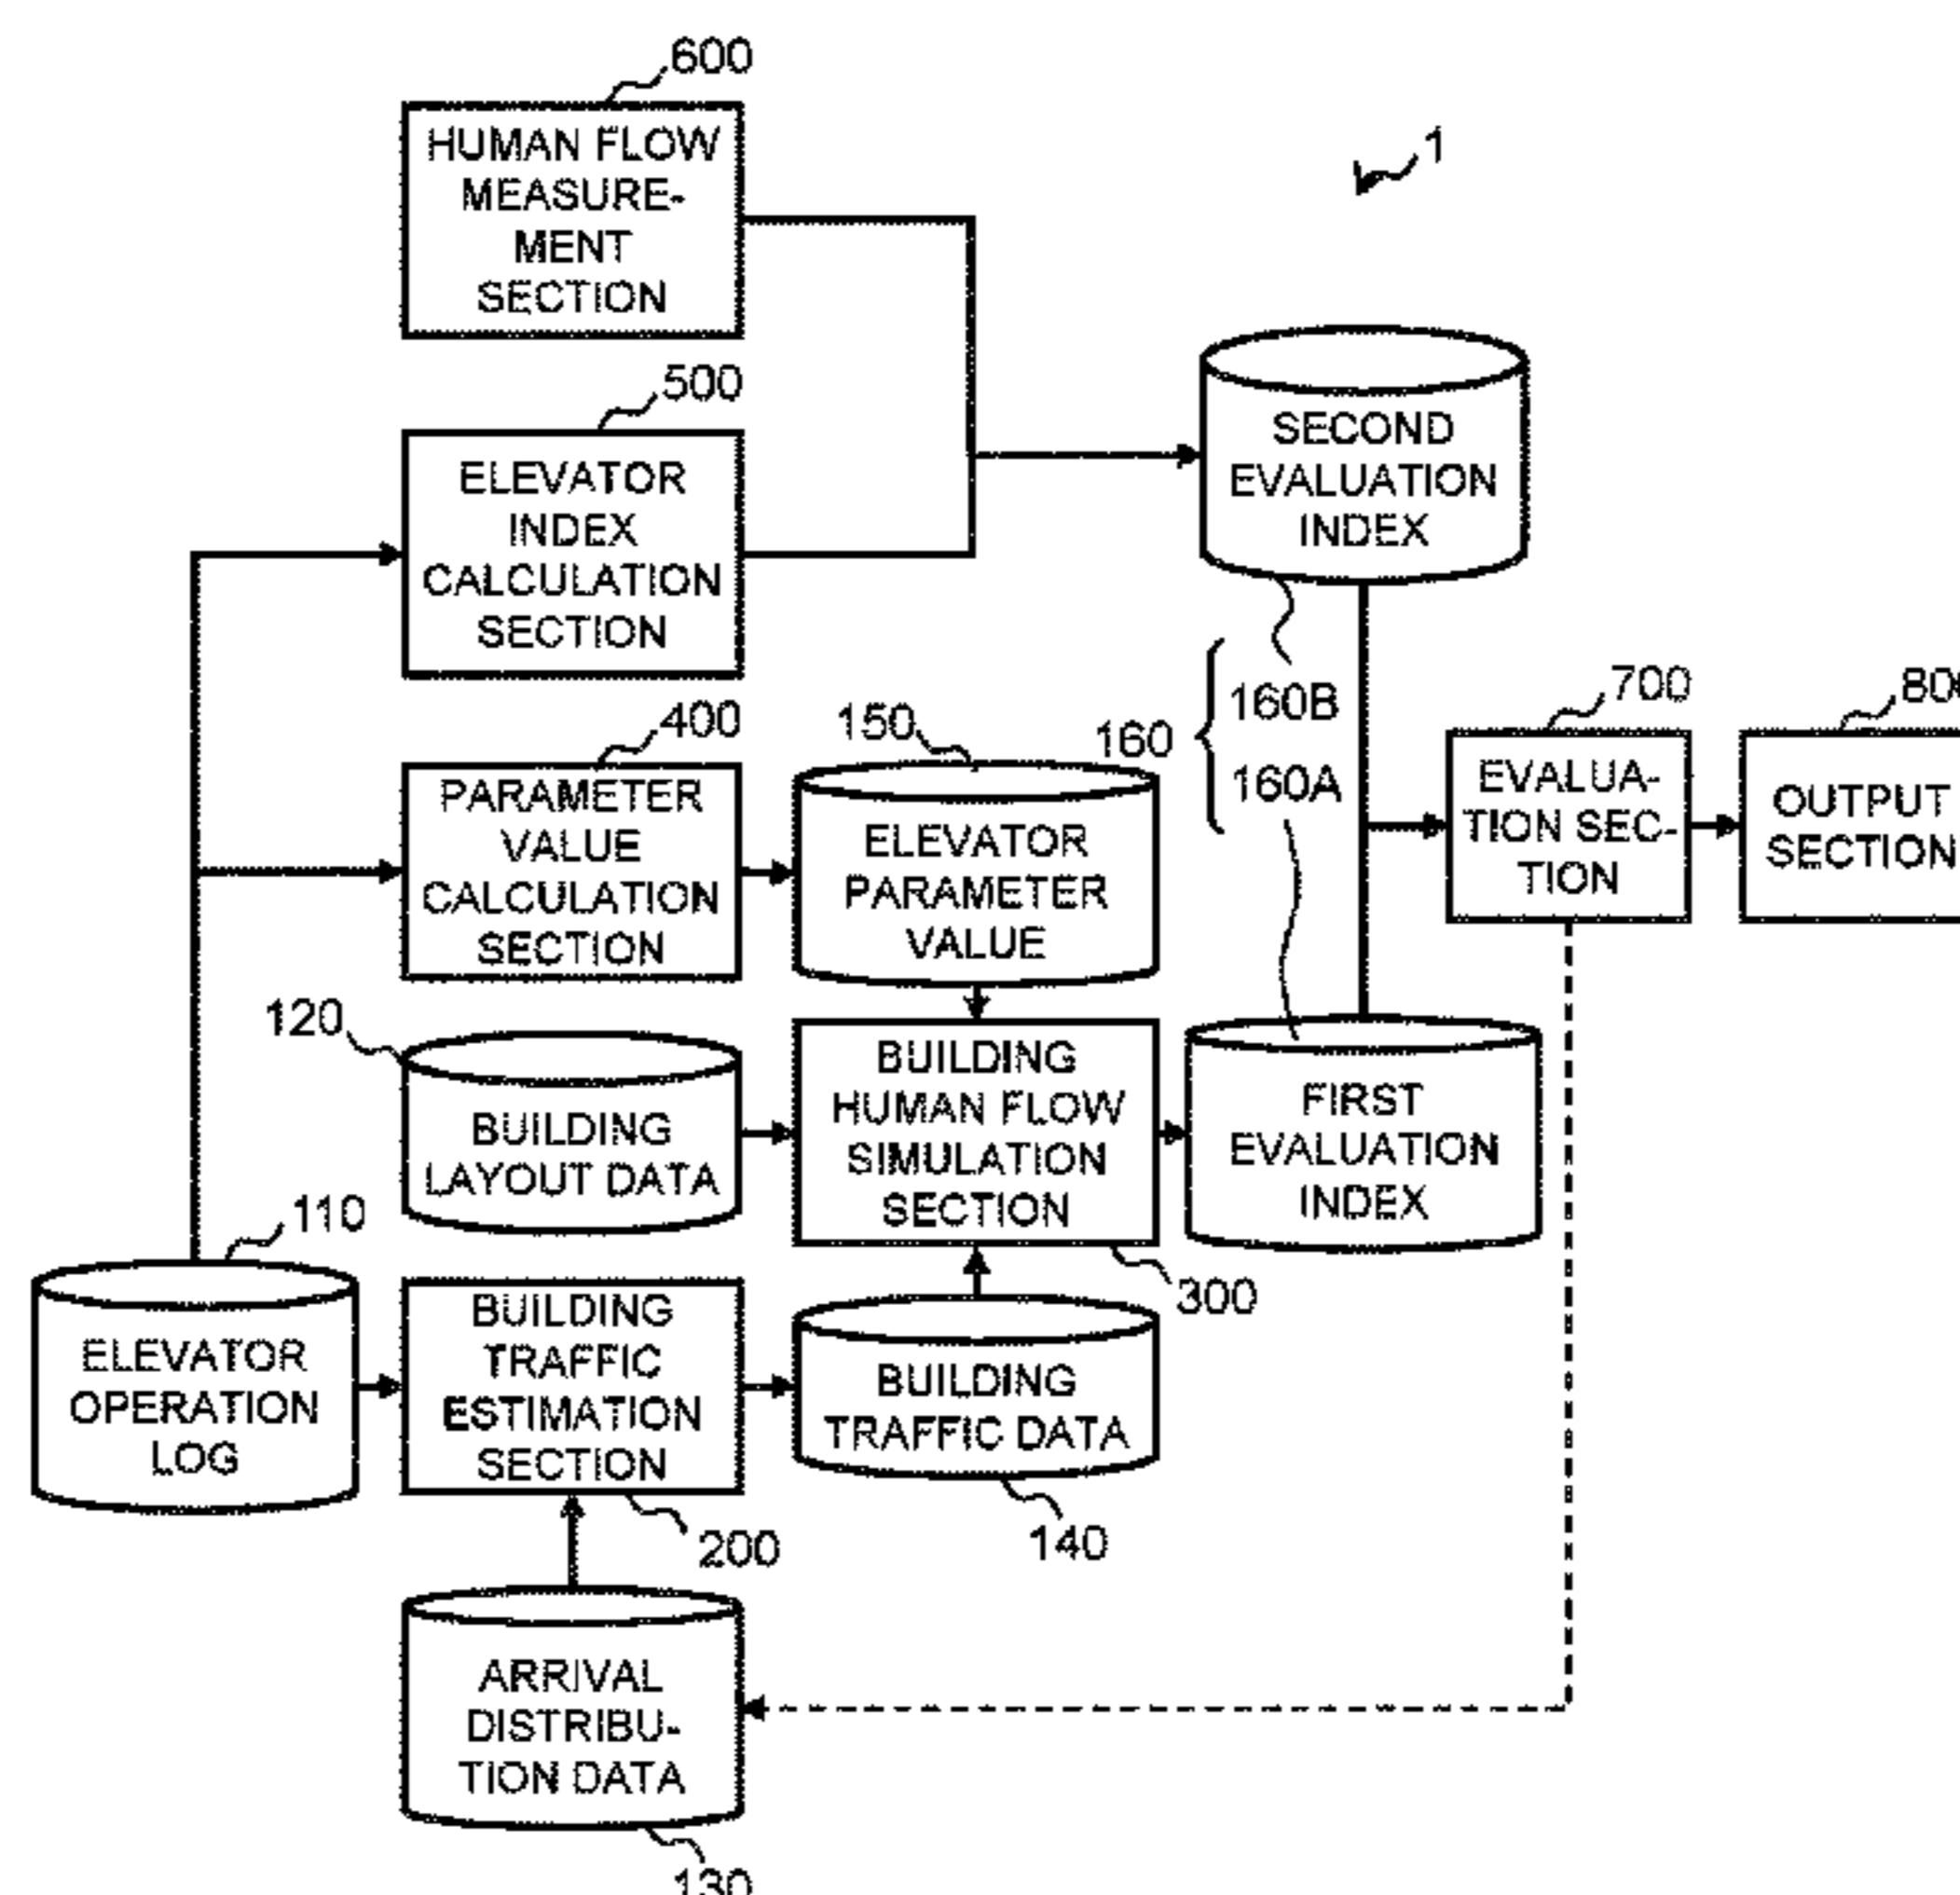 600
HUMAN FLOW
MEASURE-
MENT
SECTION
1
500
ELEVATOR
INDEX
CALCULATION
SECTION
SECOND
EVALUATION
INDEX
160
160B
160A
400
PARAMETER
VALUE
CALCULATION
SECTION
150
ELEVATOR
PARAMETER
VALUE
700
EVALUA-
TION SEC-
TION
OUTPUT
SECTION
120
BUILDING
LAYOUT DATA
BUILDING
HUMAN FLOW
SIMULATION
SECTION
300
FIRST
EVALUATION
INDEX
110
ELEVATOR
OPERATION
LOG
BUILDING
TRAFFIC
ESTIMATION
SECTION
200
BUILDING
TRAFFIC DATA
140
ARRIVAL
DISTRIBU-
TION DATA
130